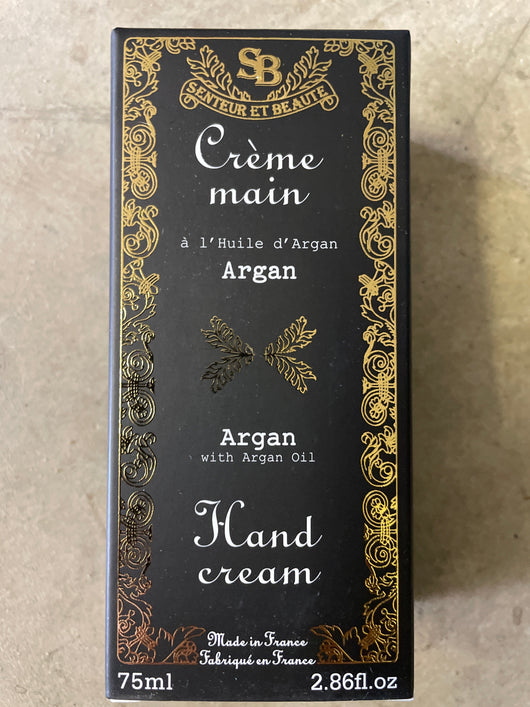 SB
SENTEUR ET BEAUTE
Crème
main
à l'Huile d'Argan
Argan
Argan
with Argan Oil
Hand
cream
Made in France
Fabriqué en France
75ml 2.86fl.oz